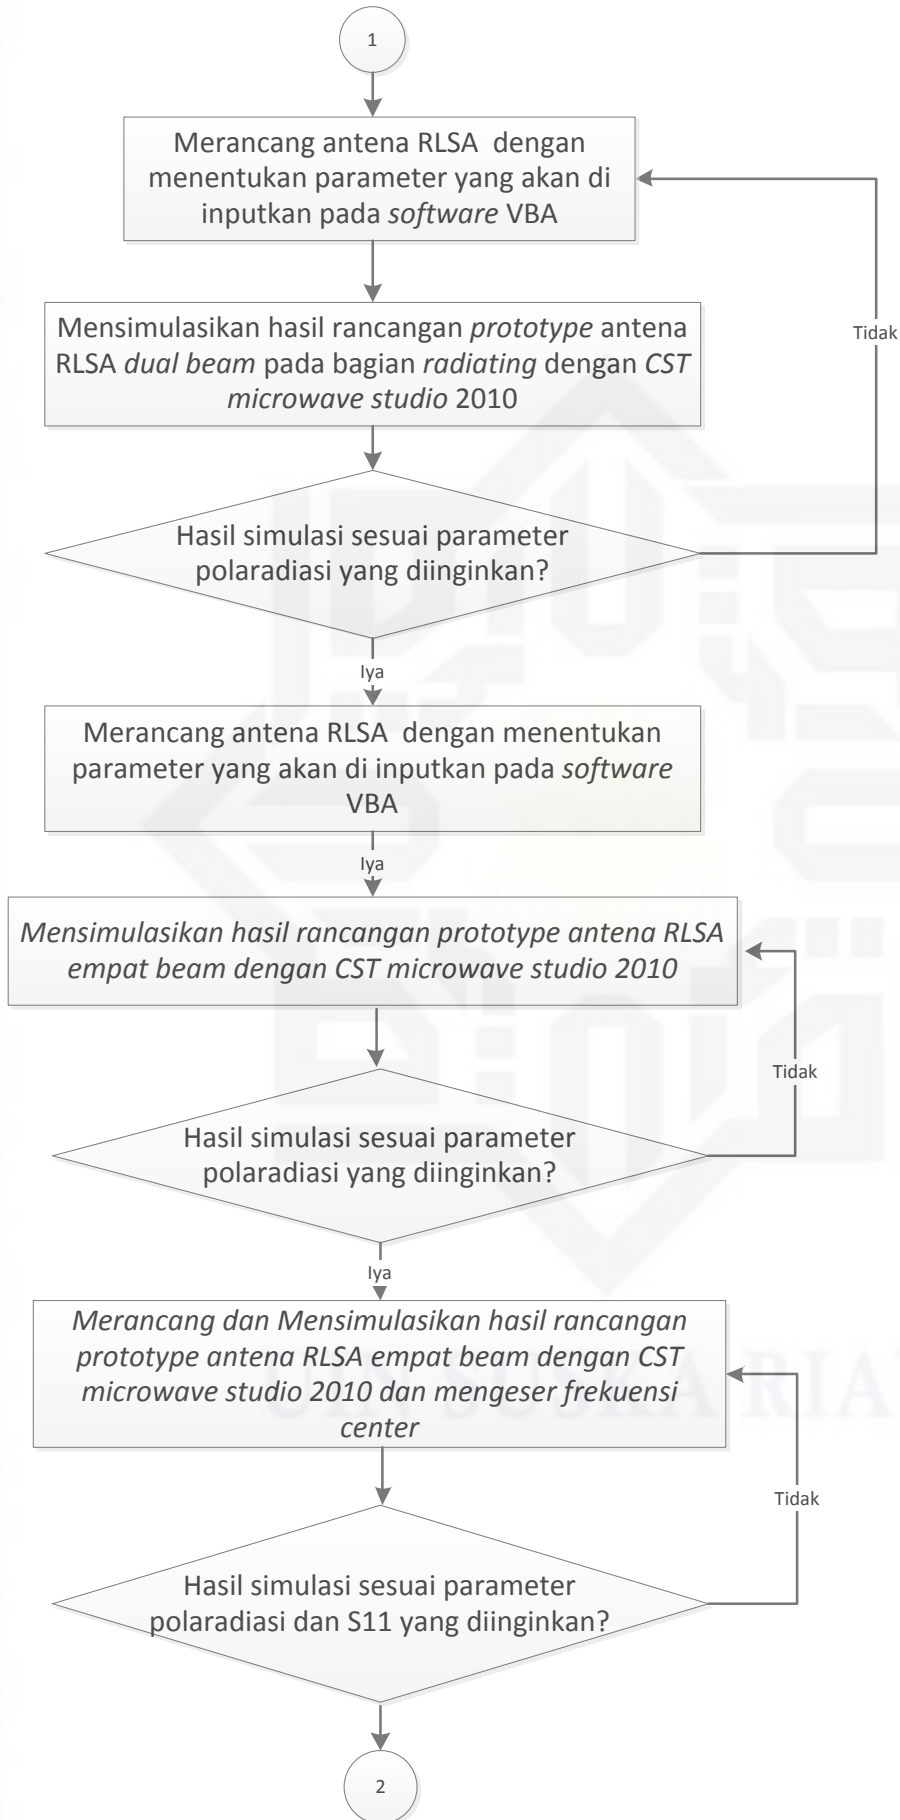 1
Merancang antena RLSA dengan
menentukan parameter yang akan di
inputkan pada software VBA
Tidak
Mensimulasikan hasil rancangan prototype antena
RLSA dual beam pada bagian radiating dengan CST
microwave studio 2010
Hasil simulasi sesuai parameter
polaradiasi yang diinginkan?
Iya
Merancang antena RLSA dengan menentukan
parameter yang akan di inputkan pada software
VBA
Iya
Mensimulasikan hasil rancangan prototype antena RLSA
empat beam dengan CST microwave studio 2010
Tidak
Hasil simulasi sesuai parameter
polaradiasi yang diinginkan?
Iya
Merancang dan Mensimulasikan hasil rancangan
prototype antena RLSA empat beam dengan CST
microwave studio 2010 dan mengeser frekuensi
center
UIN SUSKA RIA
Tidak
Hasil simulasi sesuai parameter
polaradiasi dan S11 yang diinginkan?
2